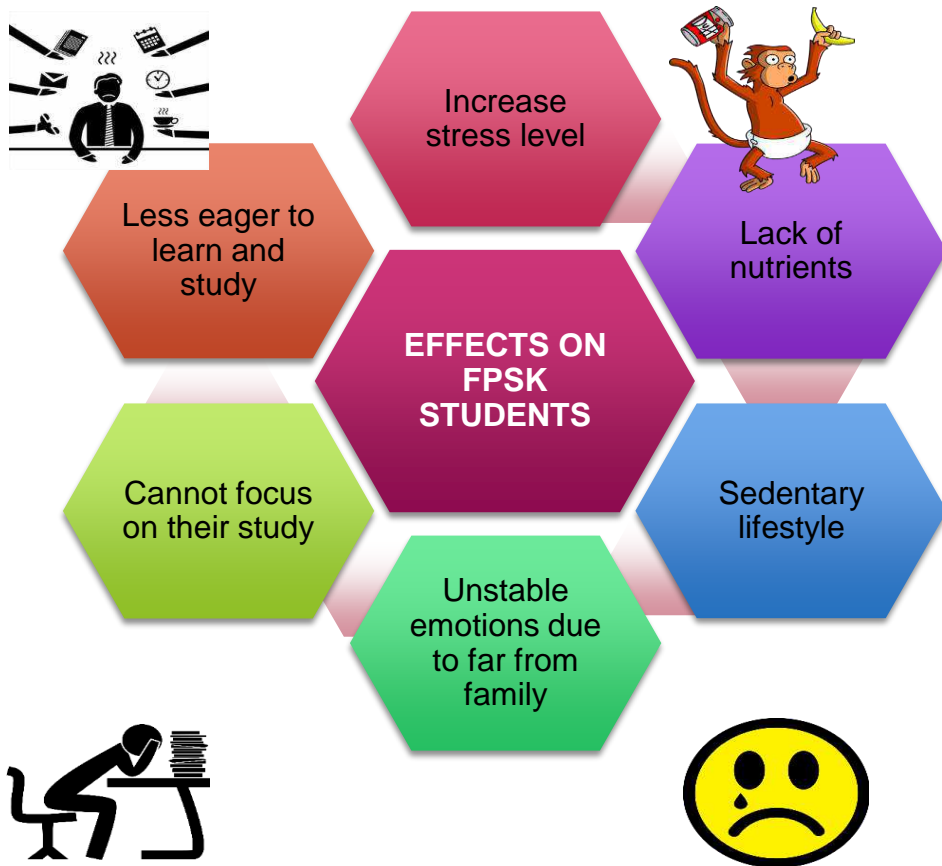 Increase
stress level
Lack of
nutrients
Sedentary
lifestyle
Unstable
emotions due
to far from
family
Cannot focus
on their study
Less eager to
learn and
study
EFFECTS ON
FPSK
STUDENTS
Duff